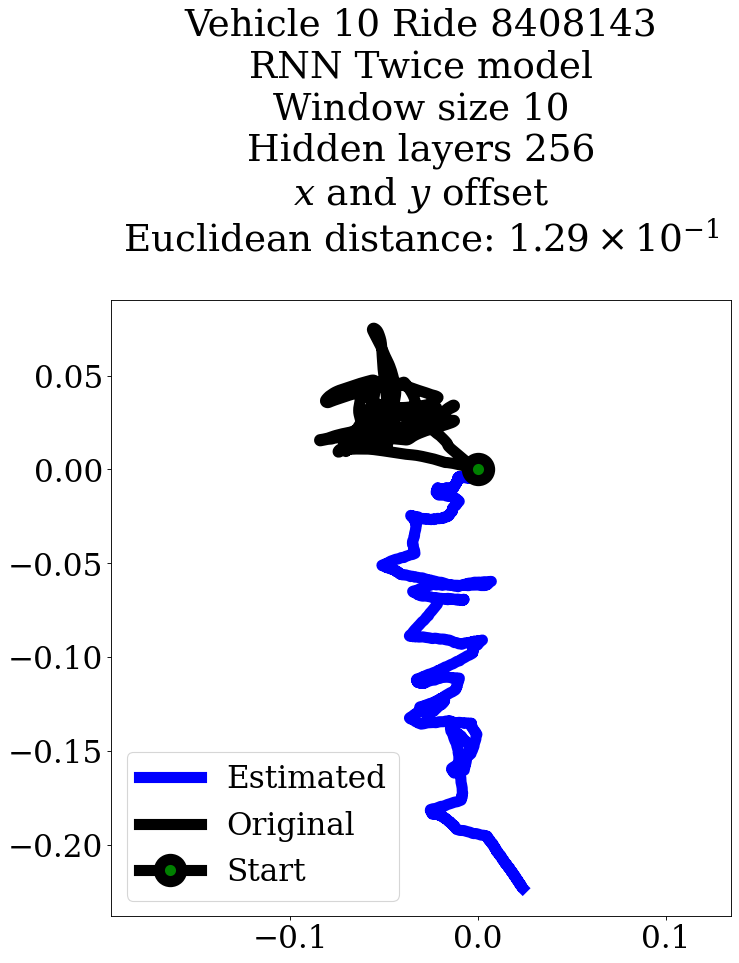 Vehicle 10 Ride 8408143
RNN Twice model
Window size 10
Hidden layers 256
x and y offset
Euclidean distance: 1.29 × 10⁻¹
0.05
0.00
−0.05
−0.10
−0.15
−0.20
Estimated
Original
Start
−0.1
0.0
0.1